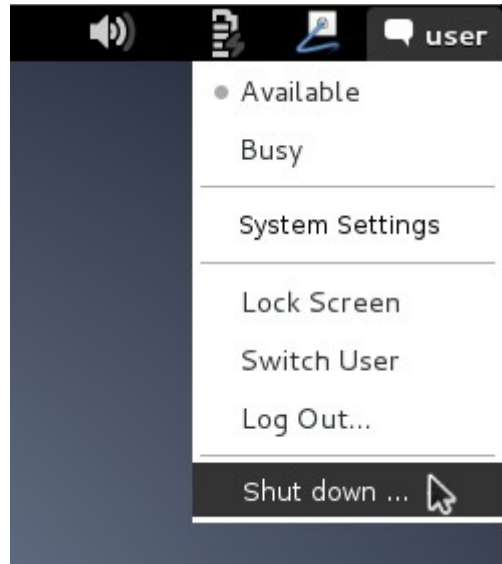 user
Available
Busy
System Settings
Lock Screen
Switch User
Log Out...
Shut down ...